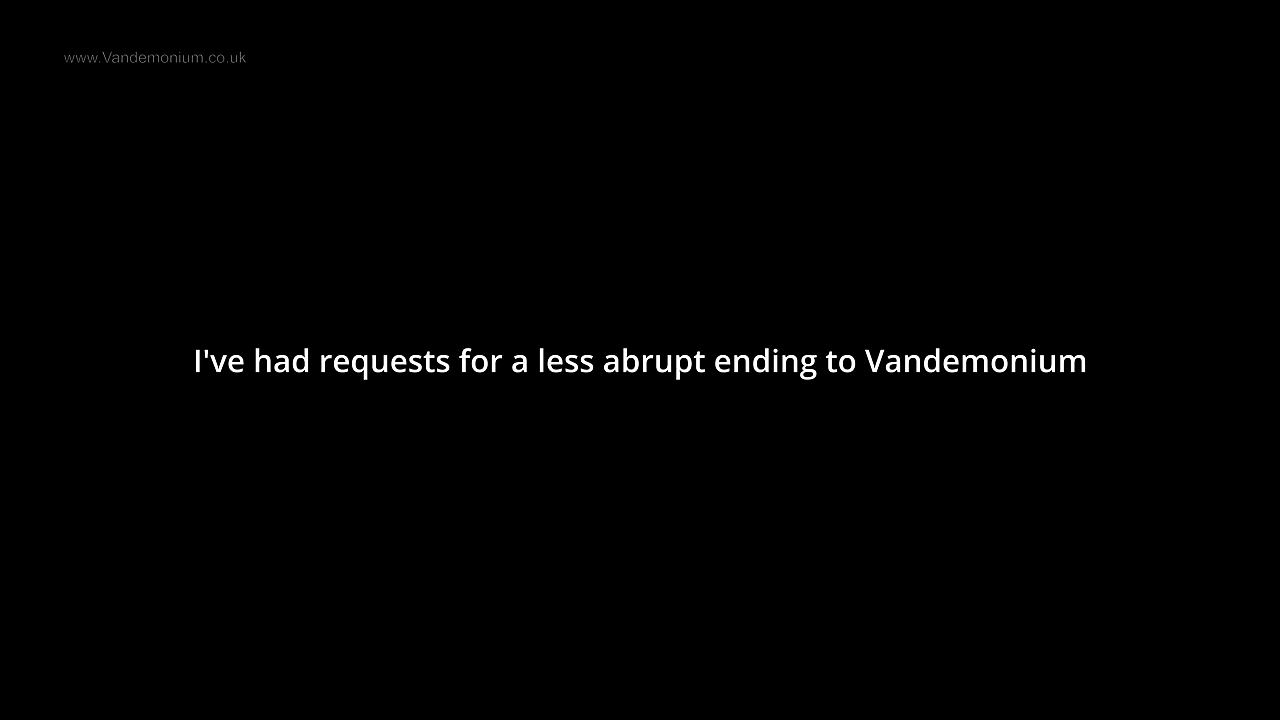 www.Vandemonium.co.uk
I've had requests for a less abrupt ending to Vandemonium